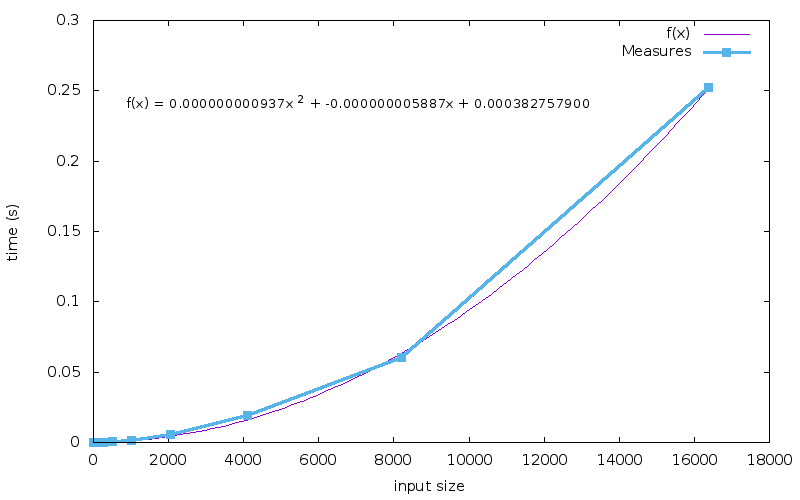 0.3
f(x)
Measures
0.25
f(x) = 0.000000000937x 2 + -0.000000005887x + 0.000382757900
0.2
time (s)
0.15
0.1
0.05
0
0 2000 4000 6000 8000 10000 12000 14000 16000 18000
input size